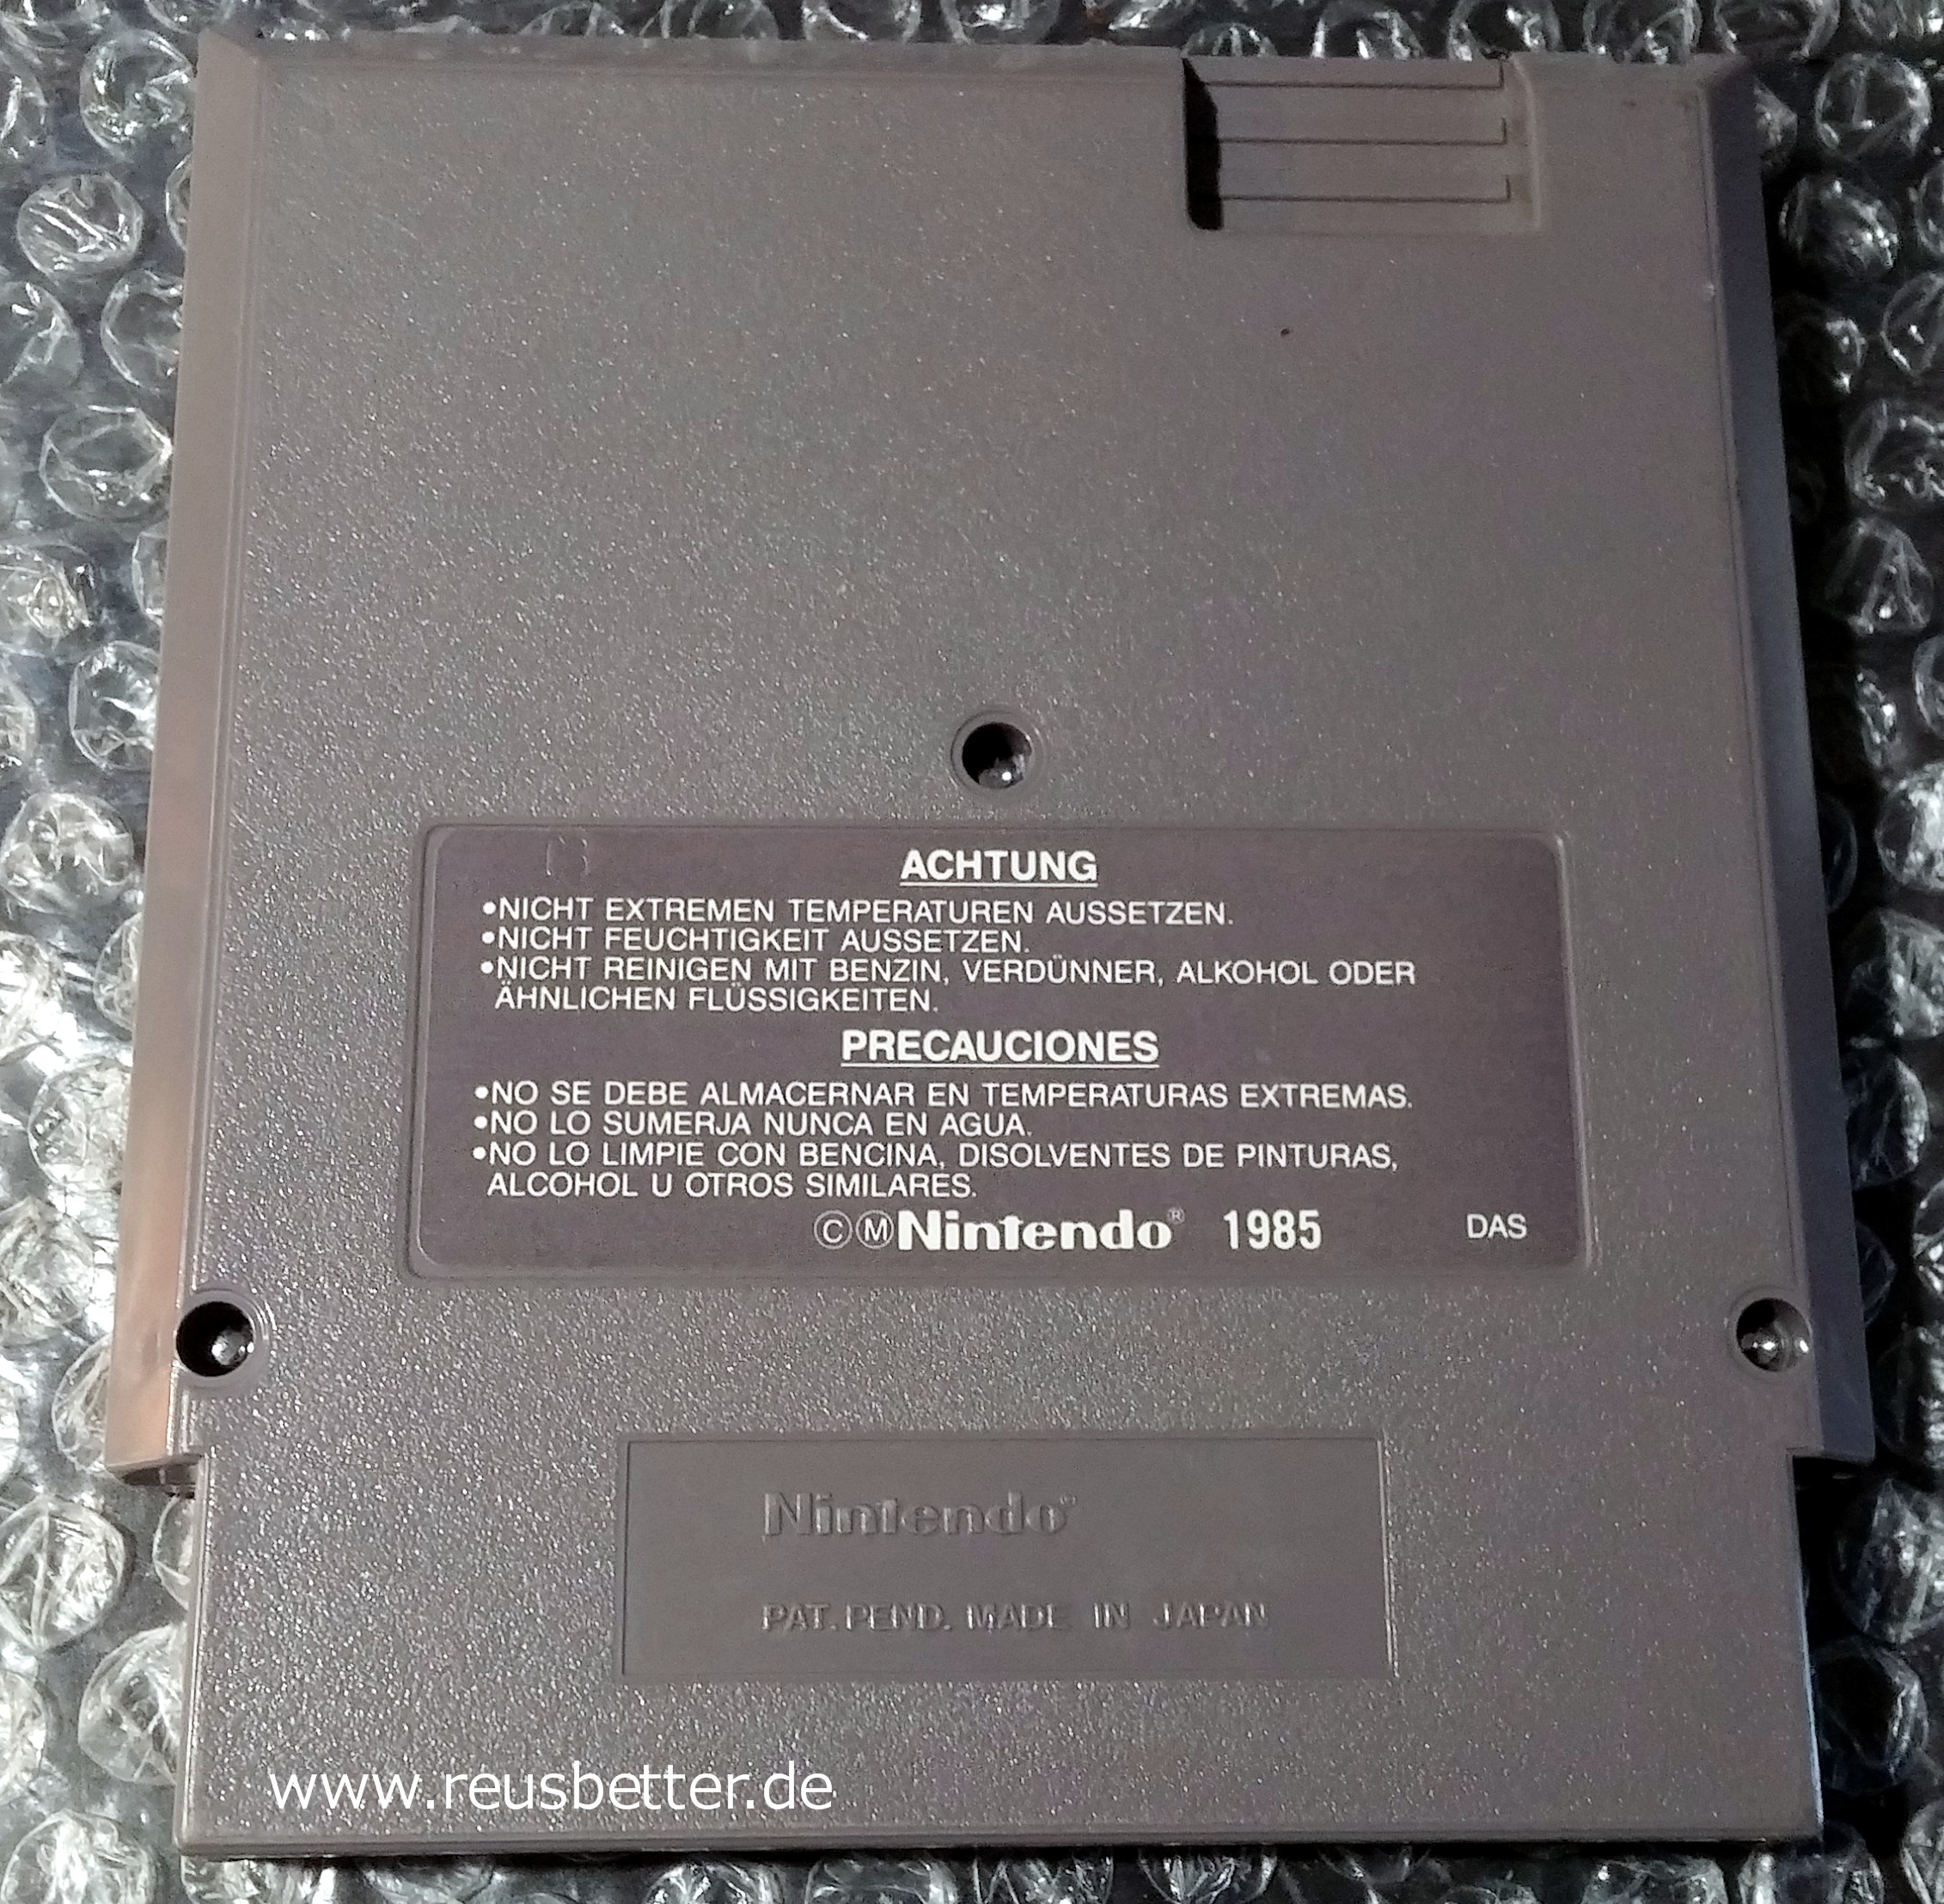 ACHTUNG
•NICHT EXTREMEN TEMPERATUREN AUSSETZEN.
•NICHT FEUCHTIGKEIT AUSSETZEN.
•NICHT REINIGEN MIT BENZIN, VERDÜNNER, ALKOHOL ODER
ÄHNLICHEN FLÜSSIGKEITEN.
PRECAUCIONES
•NO SE DEBE ALMACERNAR EN TEMPERATURAS EXTREMAS.
•NO LO SUMERJA NUNCA EN AGUA.
•NO LO LIMPIE CON BENCINA, DISOLVENTES DE PINTURAS,
ALCOHOL U OTROS SIMILARES.
©ⓂNintendo® 1985 DAS
Nintendo®
PAT. PEND. MADE IN JAPAN
www.reusbetter.de